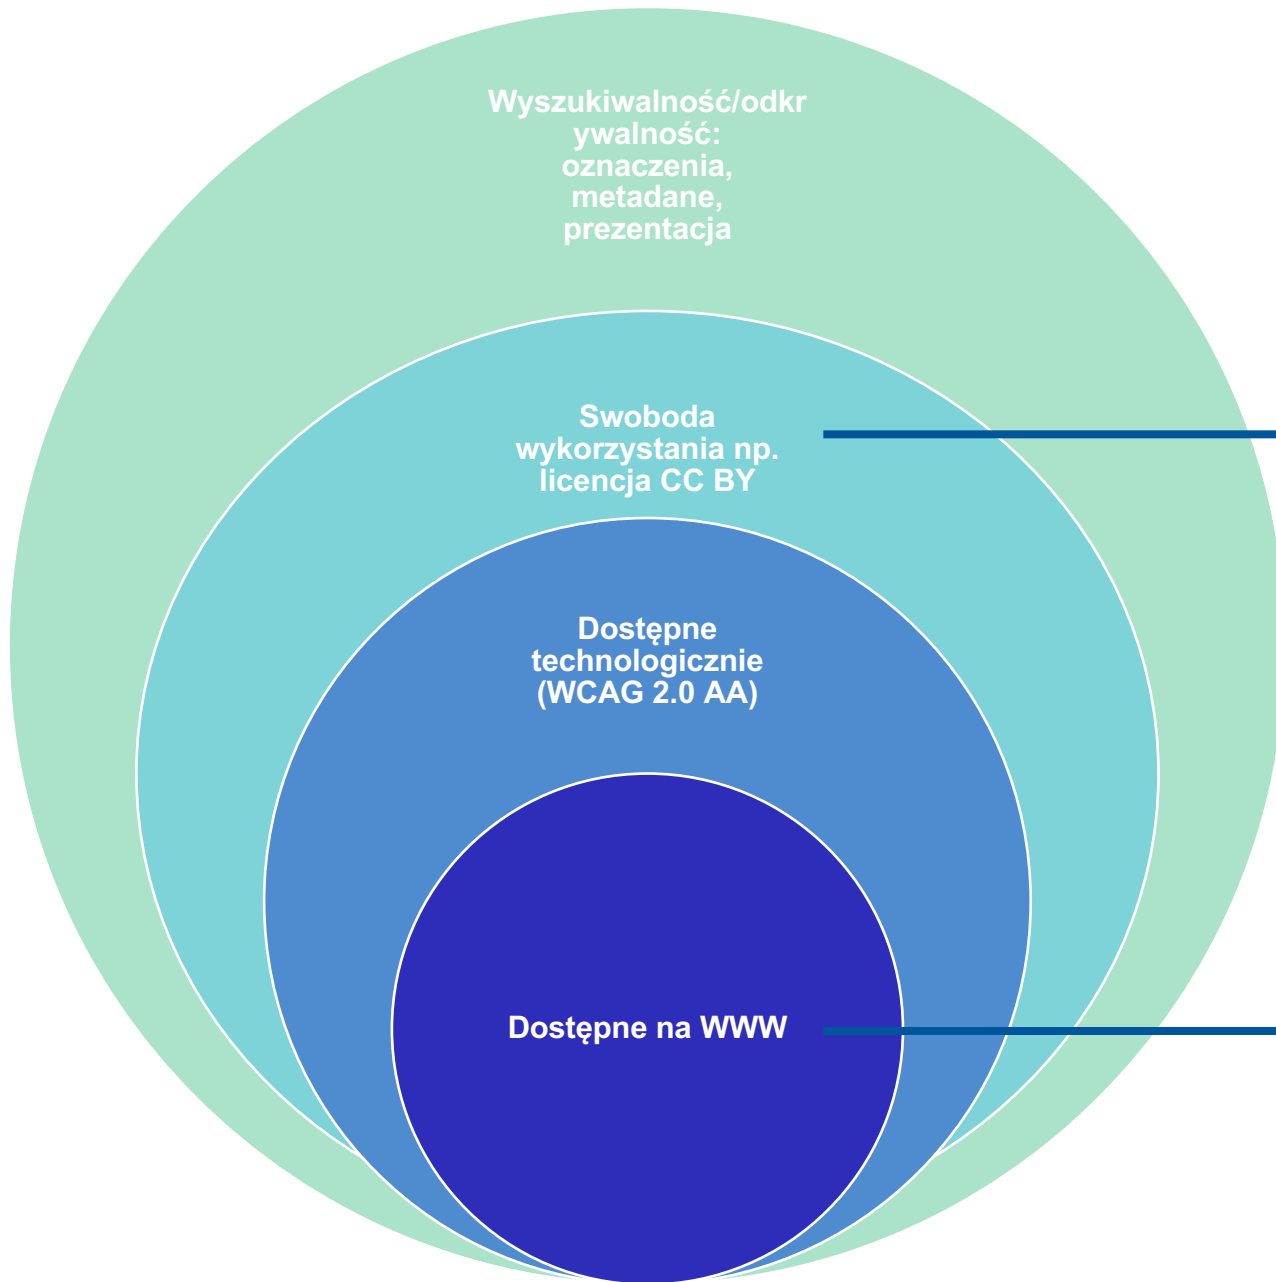 Wyszukiwalność/odkr
ywalność:
oznaczenia,
metadane,
prezentacja
Swoboda
wykorzystania np.
licencja CC BY
Dostępne
technologicznie
(WCAG 2.0 AA)
Dostępne na WWW